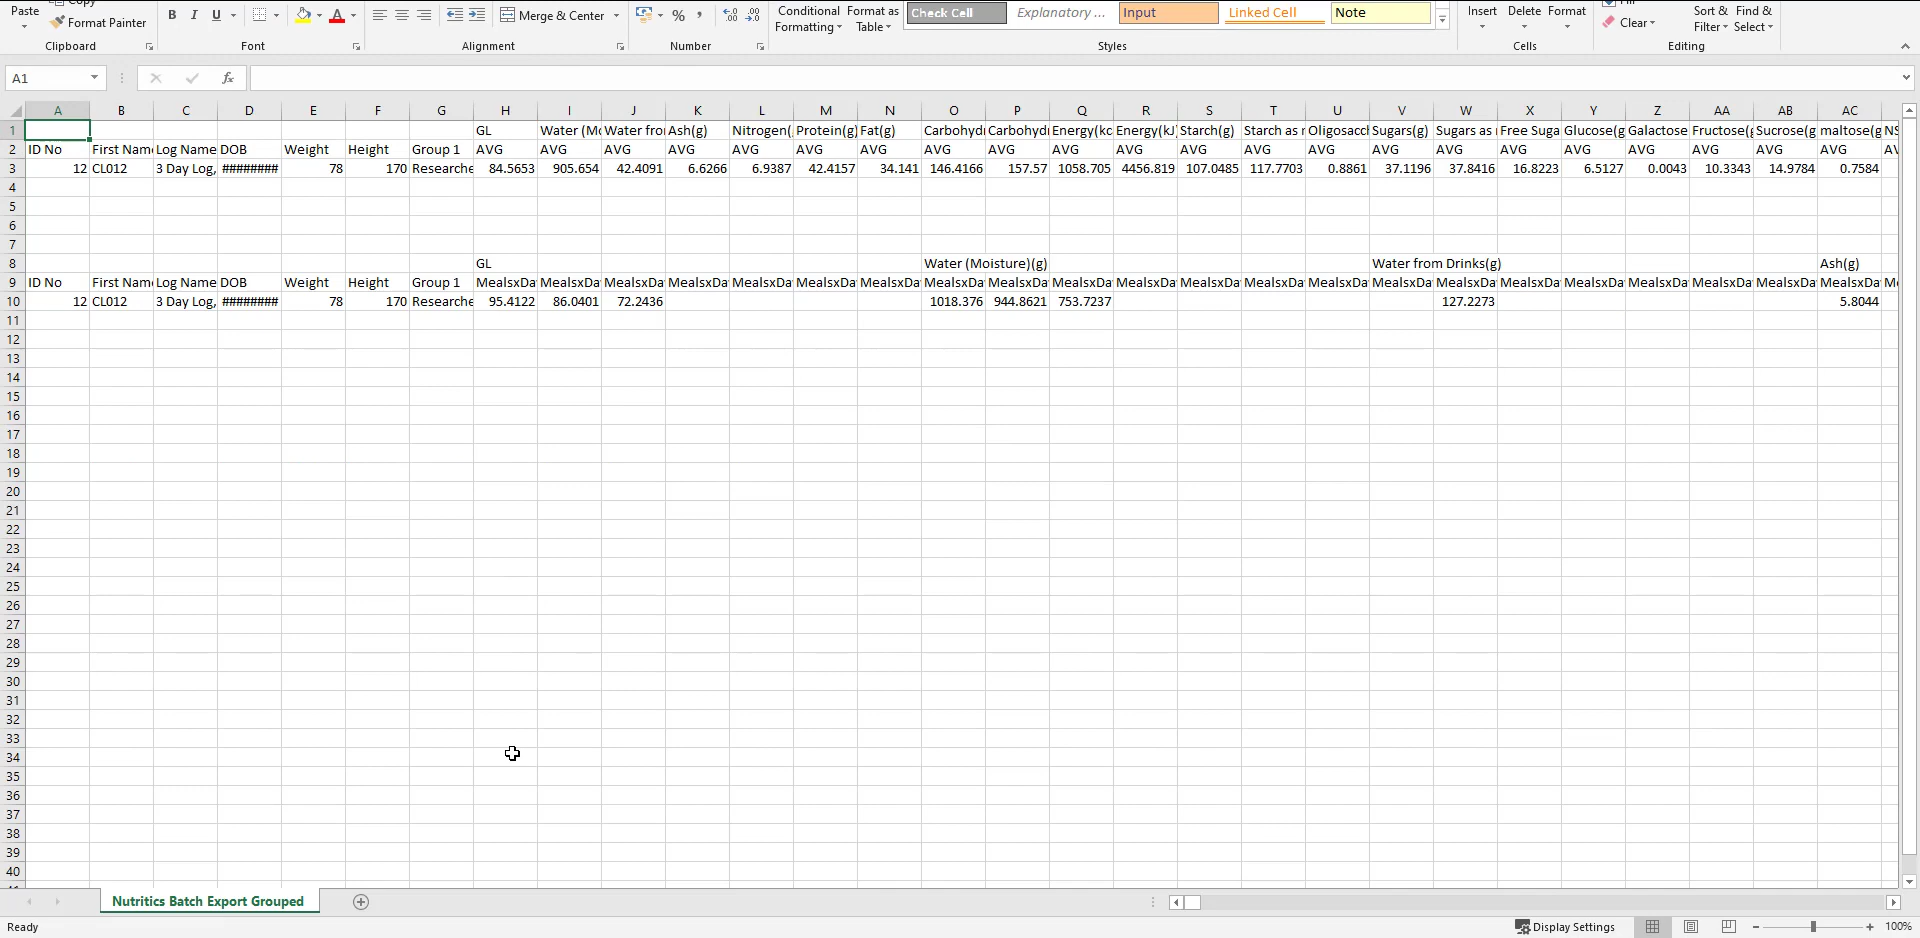 Paste Copy Format Painter B I U Merge & Center % , Conditional Formatting Format as Table Check Cell Explanatory ... Input Linked Cell Note Insert Delete Format Clear Sort & Filter Find & Select
Clipboard Font Alignment Number Styles Cells Editing
A1 fx
A B C D E F G H I J K L M N O P Q R S T U V W X Y Z AA AB AC
1 GL Water (Mo Water from Ash(g) Nitrogen( Protein(g) Fat(g) Carbohydr Carbohydr Energy(kc Energy(kJ) Starch(g) Starch as r Oligosacch Sugars(g) Sugars as r Free Suga Glucose(g Galactose Fructose(g Sucrose(g maltose(g NS
2 ID No First Name Log Name DOB Weight Height Group 1 AVG AVG AVG AVG AVG AVG AVG AVG AVG AVG AVG AVG AVG AVG AVG AVG AVG AVG AVG AVG AVG AVG AV
3 12 CL012 3 Day Log, ######## 78 170 Researche 84.5653 905.654 42.4091 6.6266 6.9387 42.4157 34.141 146.4166 157.57 1058.705 4456.819 107.0485 117.7703 0.8861 37.1196 37.8416 16.8223 6.5127 0.0043 10.3343 14.9784 0.7584
4
5
6
7
8 GL Water (Moisture)(g) Water from Drinks(g) Ash(g)
9 ID No First Name Log Name DOB Weight Height Group 1 MealsxDa MealsxDa MealsxDa MealsxDa MealsxDa MealsxDa MealsxDa MealsxDa MealsxDa MealsxDa MealsxDa MealsxDa MealsxDa MealsxDa MealsxDa MealsxDa MealsxDa MealsxDa MealsxDa MealsxDa MealsxDa MealsxDa Me
10 12 CL012 3 Day Log, ######## 78 170 Researche 95.4122 86.0401 72.2436 1018.376 944.8621 753.7237 127.2273 5.8044
11
12
13
14
15
16
17
18
19
20
21
22
23
24
25
26
27
28
29
30
31
32
33
34
35
36
37
38
39
40
Nutritics Batch Export Grouped
Ready Display Settings 100%